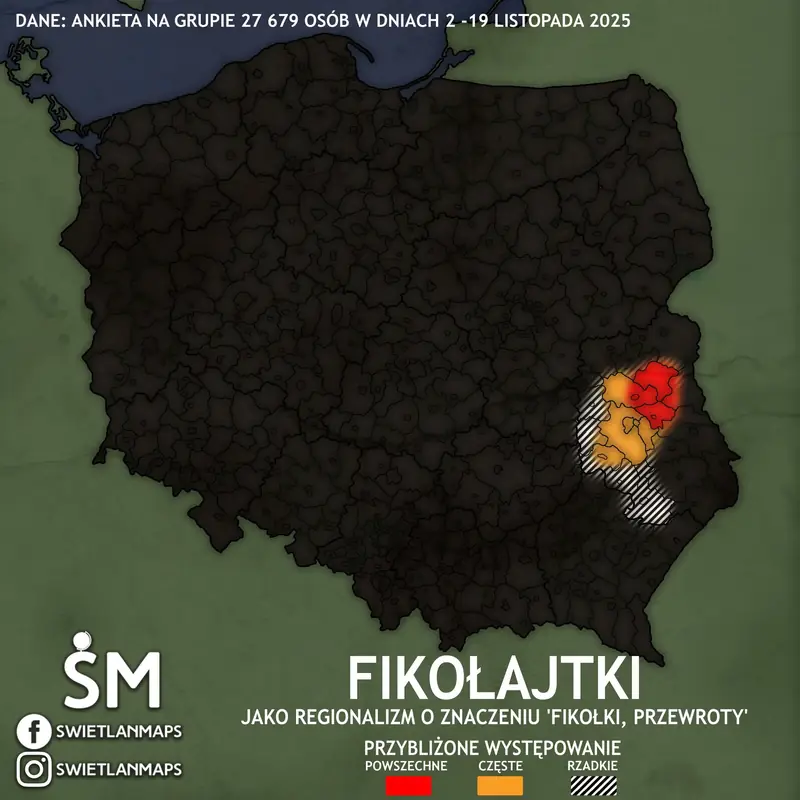 DANE: ANKIETA NA GRUPIE 27 679 OSÓB W DNIACH 2 -19 LISTOPADA 2025
ŚM
SWIETLANMAPS
SWIETLANMAPS
FIKOŁAJTKI
JAKO REGIONALIZM O ZNACZENIU 'FIKOŁKI, PRZEWROTY'
PRZYBLIŻONE WYSTĘPOWANIE
POWSZECHNE CZĘSTE RZADKIE